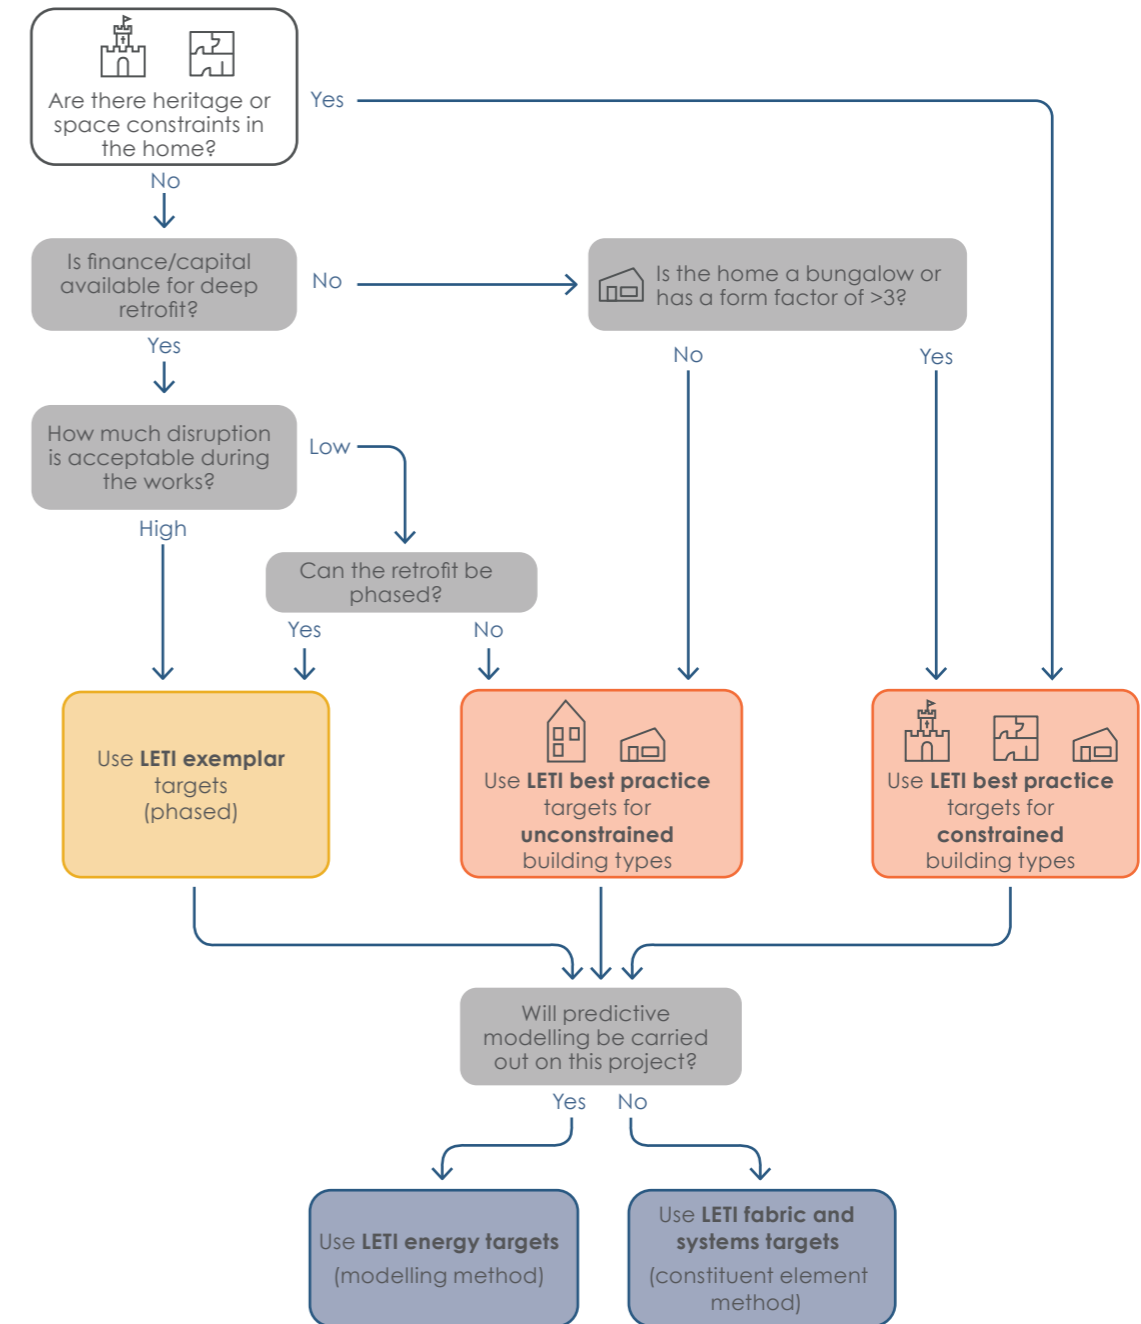 Are there heritage or
space constraints in
the home?
Yes
No
Is finance/capital
available for deep
retrofit?
No
Is the home a bungalow or
has a form factor of >3?
Yes
No
Yes
How much disruption
is acceptable during
the works?
Low
High
Can the retrofit be
phased?
Yes
No
Use LETI exemplar
targets
(phased)
Use LETI best practice
targets for
unconstrained
building types
Use LETI best practice
targets for
constrained
building types
Will predictive
modelling be carried
out on this project?
Yes
No
Use LETI energy targets
(modelling method)
Use LETI fabric and
systems targets
(constituent element
method)